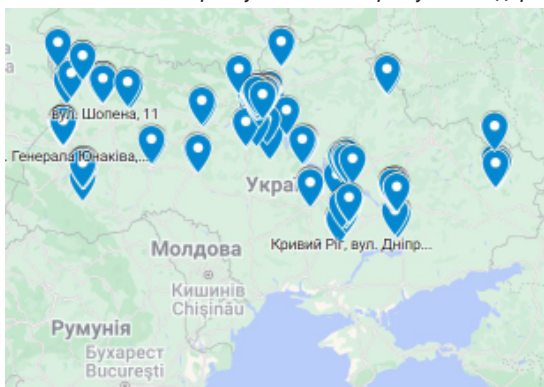 вул. Шопена, 11
. Генерала Юнаківа,...
Украї
Молдова
Кривий Ріг, вул. Дніпр...
Кишинів
Chișinău
Румунія
Бухарест
București